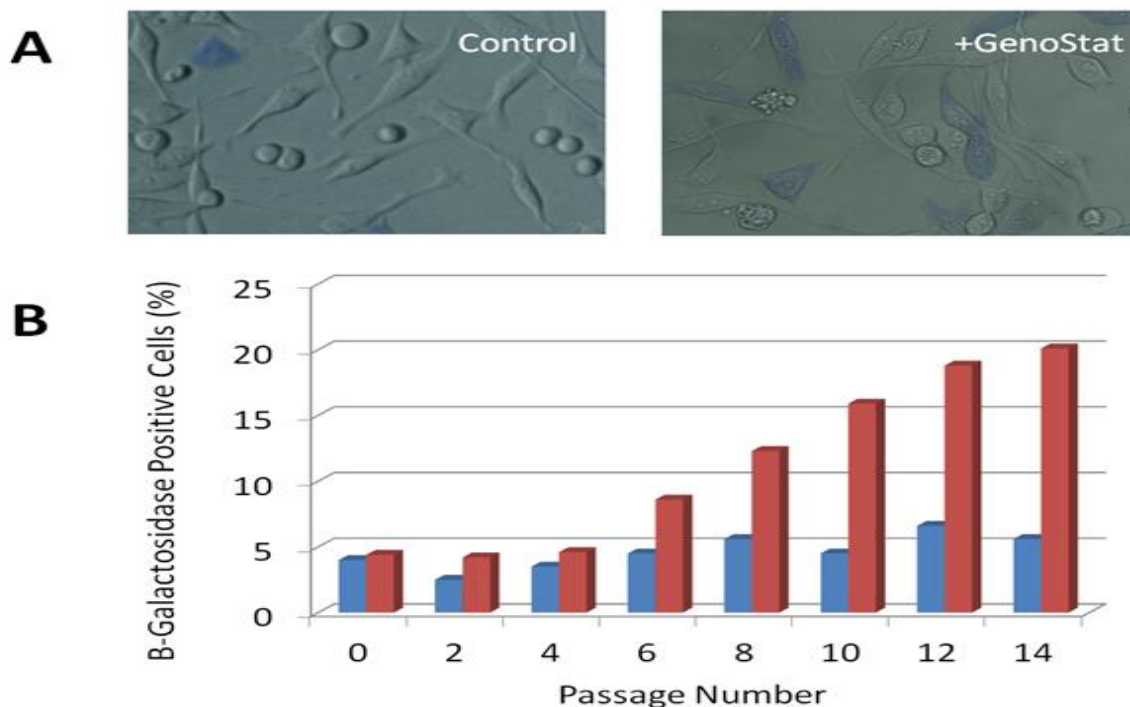 A
Control
+GenoStat
B
B-Galactosidase Positive Cells (%)
25
20
15
10
5
0
0 2 4 6 8 10 12 14
Passage Number